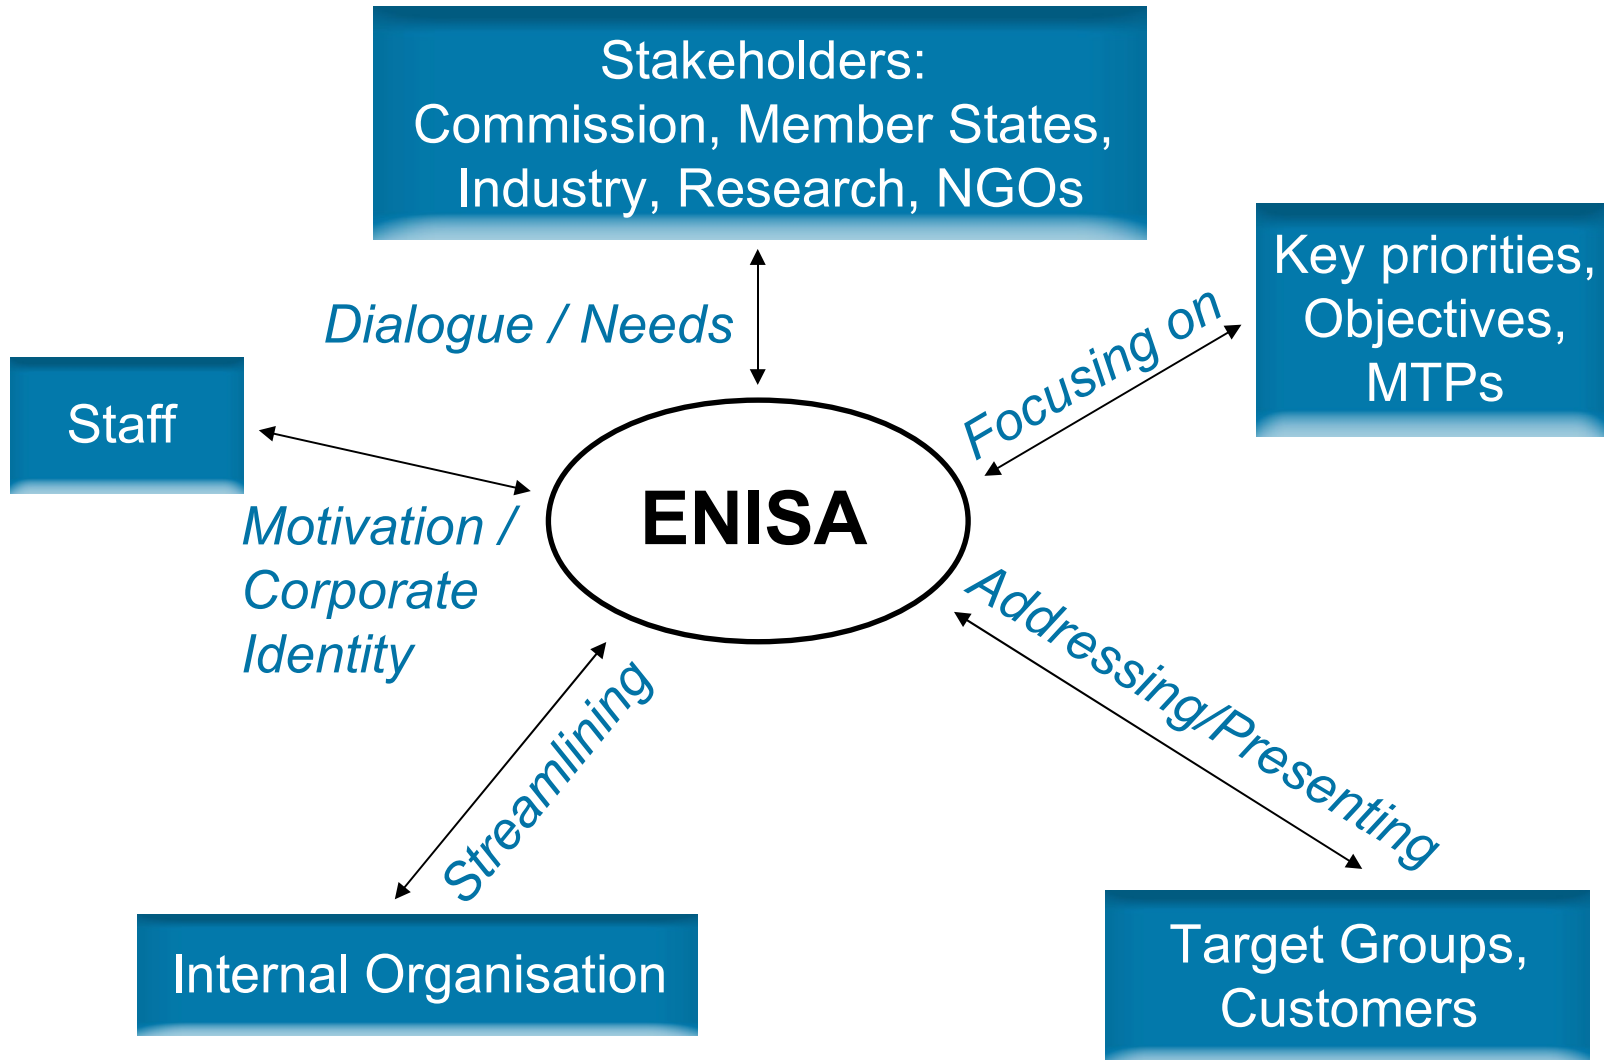 Stakeholders:
Commission, Member States,
Industry, Research, NGOs
Key priorities,
Objectives,
MTPs
Dialogue / Needs
Focusing on
Staff
ENISA
Motivation /
Corporate
Identity
Addressing/Presenting
Streamlining
Internal Organisation
Target Groups,
Customers